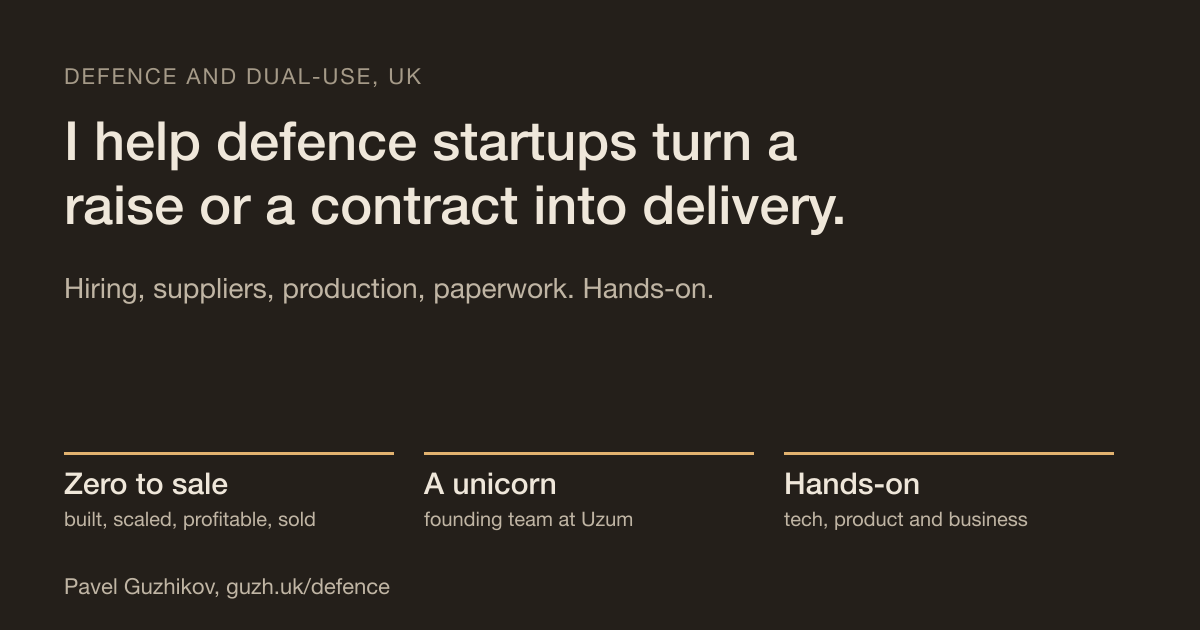 DEFENCE AND DUAL-USE, UK
I help defence startups turn a
raise or a contract into delivery.
Hiring, suppliers, production, paperwork. Hands-on.
Zero to sale
built, scaled, profitable, sold
A unicorn
founding team at Uzum
Hands-on
tech, product and business
Pavel Guzhikov, guzh.uk/defence